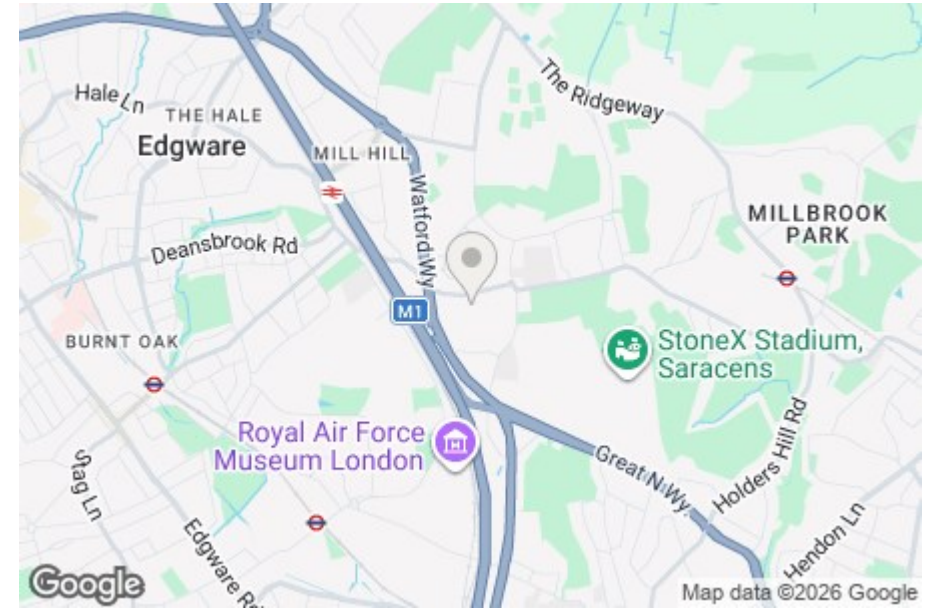 The Ridgeway
Hale Ln
THE HALE
Edgware
MILL HILL
Watford Wy
MILLBROOK
PARK
Deansbrook Rd
M1
BURNT OAK
StoneX Stadium,
Saracens
Royal Air Force
Museum London
Great N Wy
Holders Hill Rd
Stag Ln
Edgware Rd
Hendon Ln
Google
Map data ©2026 Google